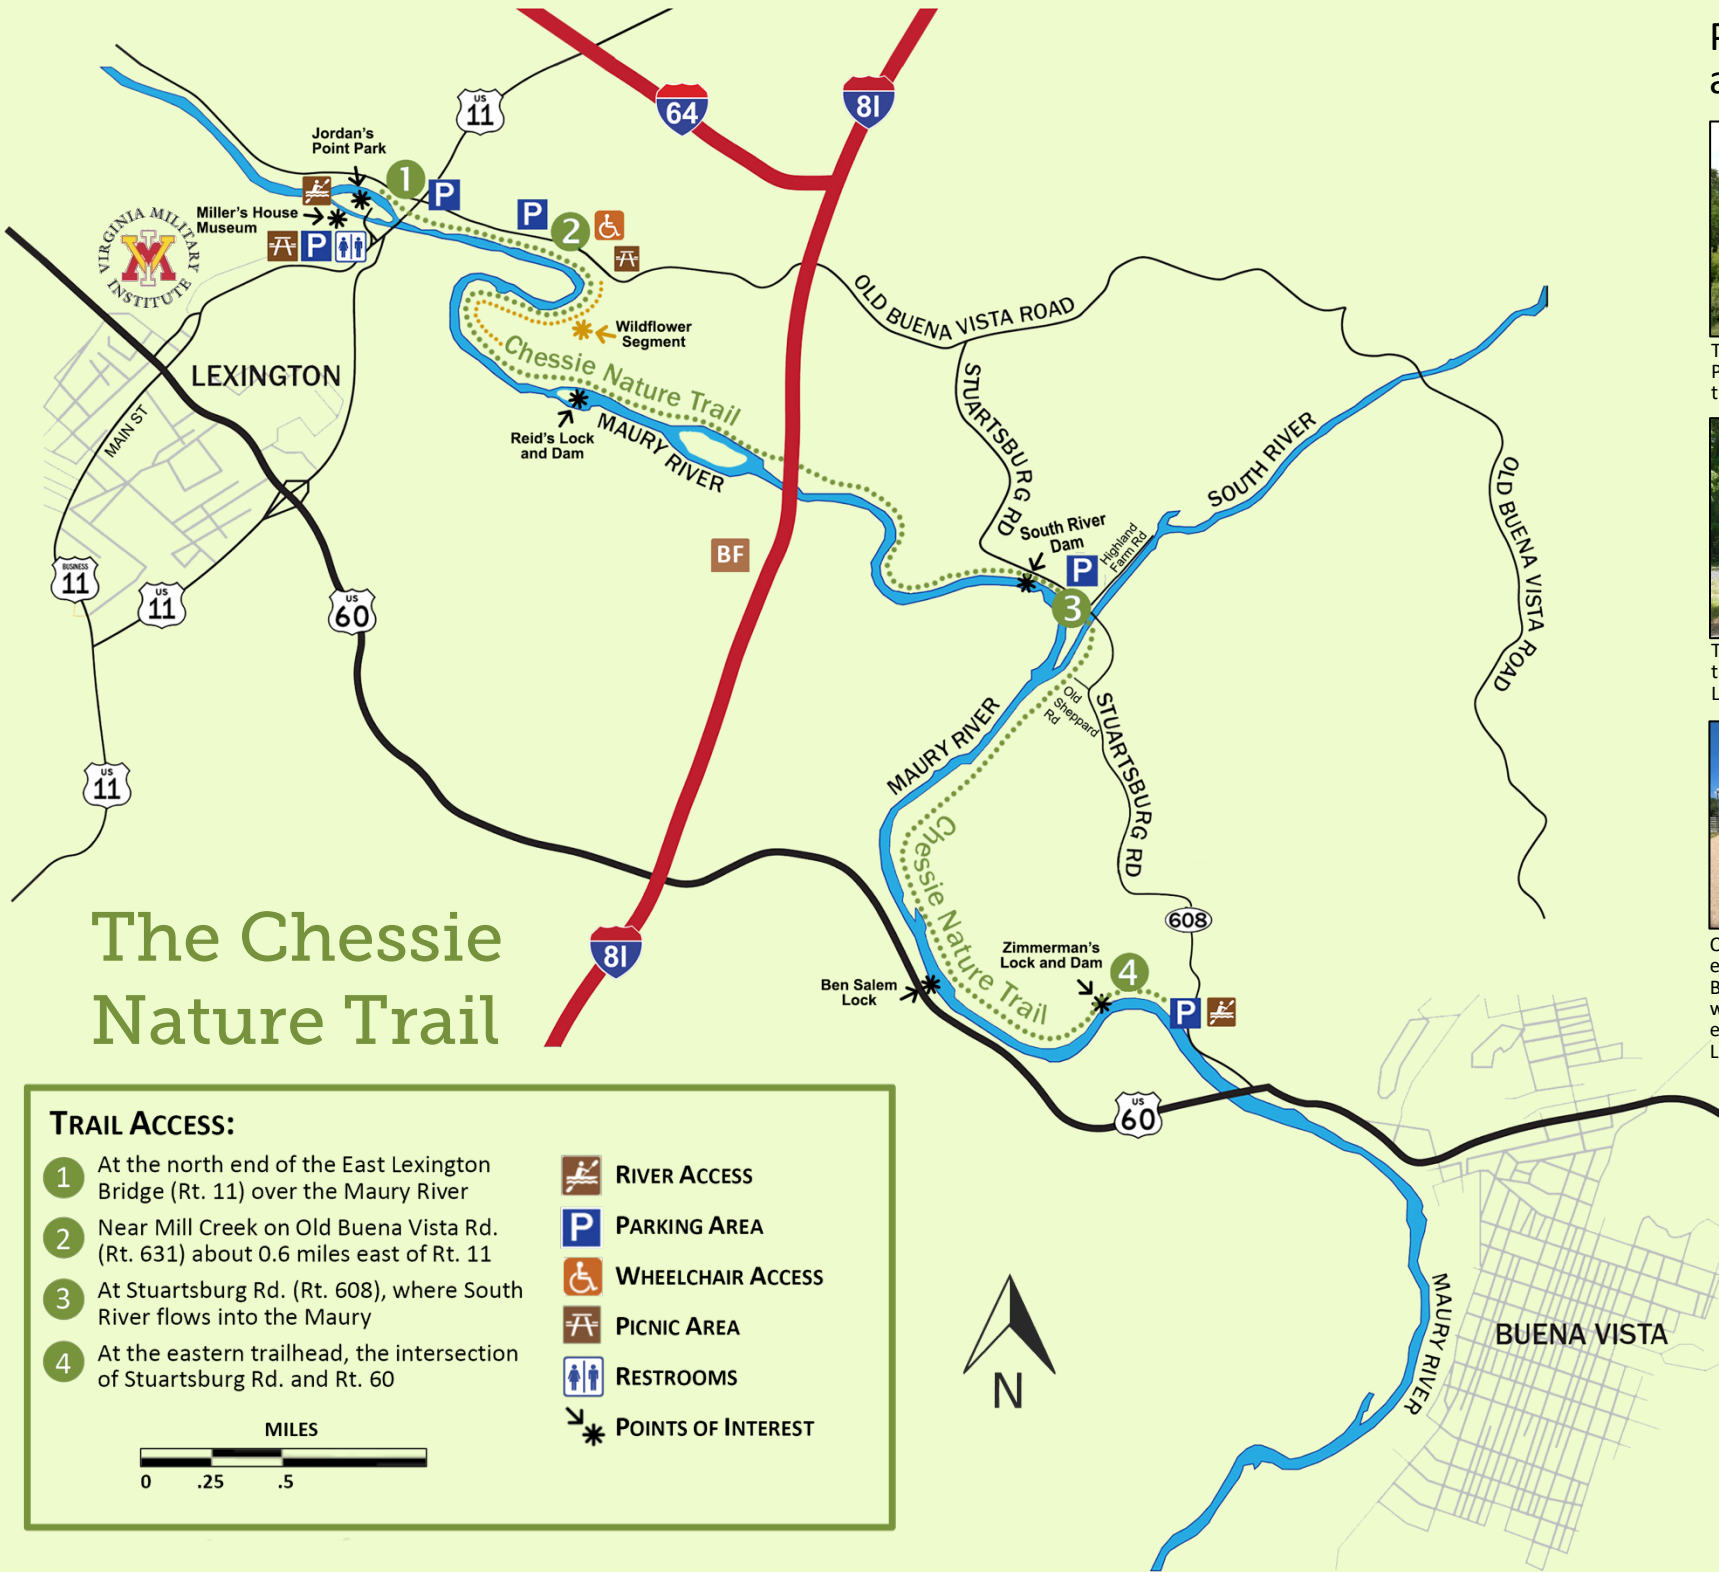 64
81
US
11
Jordan's
Point Park
1
P
Miller's House
Museum
P
P
2
VIRGINIA MILITARY
INSTITUTE
OLD BUENA VISTA ROAD
Wildflower
Segment
Chessie Nature Trail
LEXINGTON
MAIN ST
Reid's Lock
and Dam
MAURY RIVER
STUARTSBURG RD
SOUTH RIVER
OLD BUENA VISTA ROAD
South River
Dam
Highland
Farm Rd
P
3
BF
BUSINESS
11
US
11
US
60
Old
Sheppard
Rd
MAURY RIVER
STUARTSBURG RD
US
11
Chessie Nature Trail
608
The Chessie
Nature Trail
81
Zimmerman's
Lock and Dam
4
Ben Salem
Lock
P
US
60
TRAIL ACCESS:
1 At the north end of the East Lexington
Bridge (Rt. 11) over the Maury River
2 Near Mill Creek on Old Buena Vista Rd.
(Rt. 631) about 0.6 miles east of Rt. 11
3 At Stuartsburg Rd. (Rt. 608), where South
River flows into the Maury
4 At the eastern trailhead, the intersection
of Stuartsburg Rd. and Rt. 60
MILES
0 .25 .5
RIVER ACCESS
P PARKING AREA
WHEELCHAIR ACCESS
PICNIC AREA
RESTROOMS
POINTS OF INTEREST
N
MAURY RIVER
BUENA VISTA